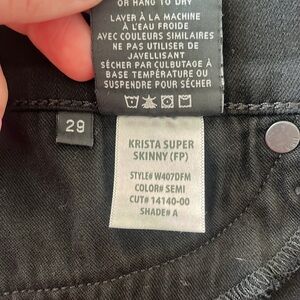 OR HANG TO DRY
LAVER À LA MACHINE
À L'EAU FROIDE
AVEC COULEURS SIMILAIRES
NE PAS UTILISER DE
JAVELLISANT
SÉCHER PAR CULBUTAGE À
BASE TEMPÉRATURE OU
SUSPENDRE POUR SÉCHER
29
KRISTA SUPER
SKINNY (FP)
STYLE# W407DFM
COLOR# SEMI
CUT# 14140-00
SHADE# A